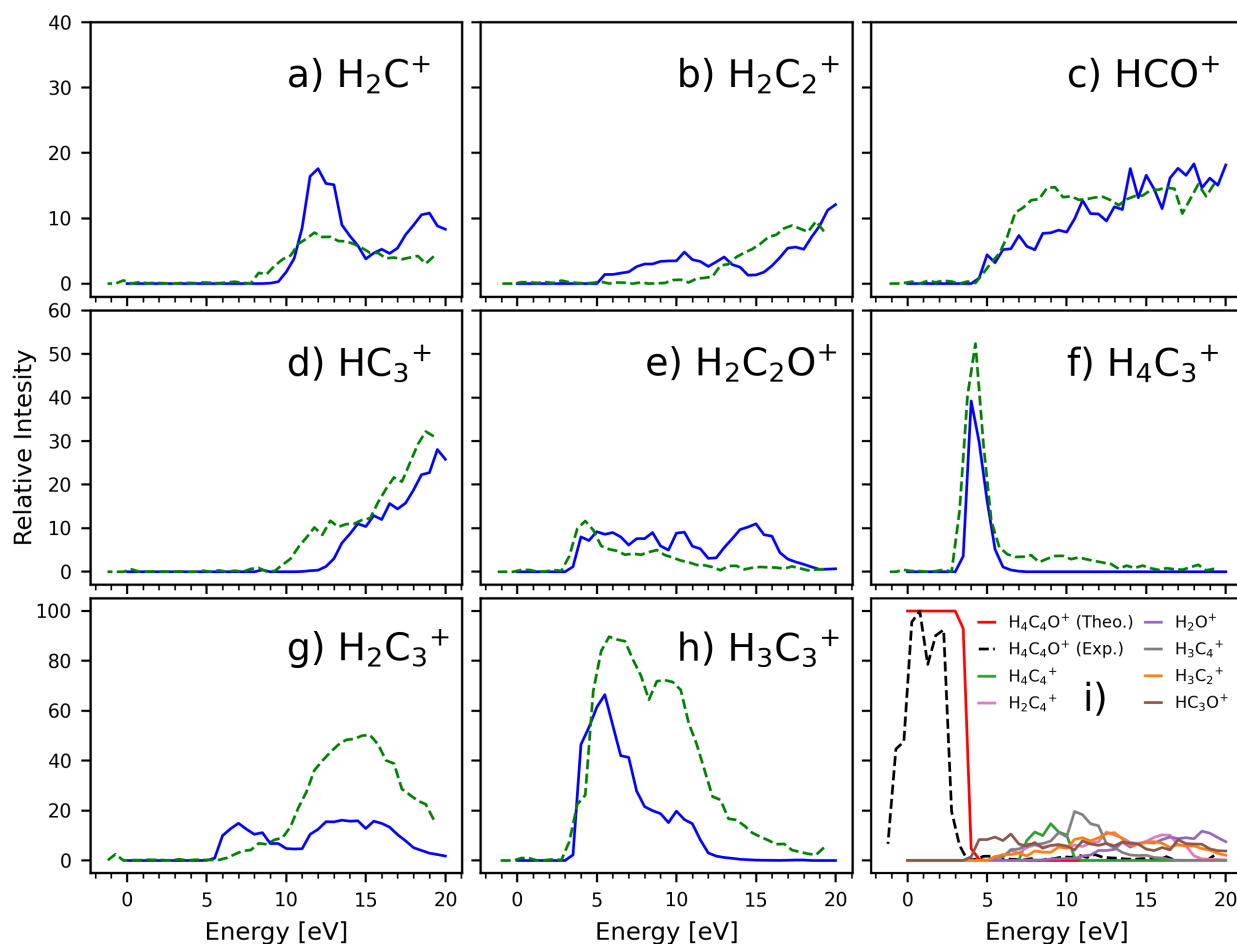 40
30
20
10
0
a) H₂C⁺
b) H₂C₂⁺
c) HCO⁺
60
50
40
30
20
10
0
d) HC₃⁺
e) H₂C₂O⁺
f) H₄C₃⁺
Relative Intesity
100
80
60
40
20
0
g) H₂C₃⁺
h) H₃C₃⁺
i)
H₄C₄O⁺ (Theo.)
H₄C₄O⁺ (Exp.)
H₄C₄⁺
H₂C₄⁺
H₂O⁺
H₃C₄⁺
H₃C₂⁺
HC₃O⁺
0 5 10 15 20
0 5 10 15 20
0 5 10 15 20
Energy [eV]
Energy [eV]
Energy [eV]